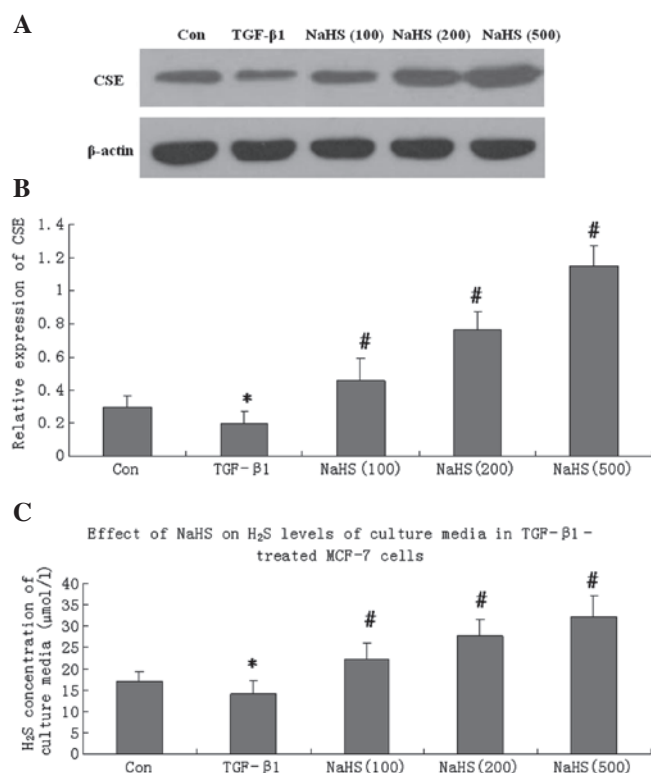 A
Con TGF-β1 NaHS (100) NaHS (200) NaHS (500)
CSE
β-actin
B
Relative expression of CSE
1.4
1.2
1
0.8
0.6
0.4
0.2
0
* # # #
Con TGF-β1 NaHS(100) NaHS(200) NaHS(500)
C
Effect of NaHS on H₂S levels of culture media in TGF-β1-
treated MCF-7 cells
H₂S concentration of
culture media (μmol/l)
40
35
30
25
20
15
10
5
0
* # # #
Con TGF-β1 NaHS(100) NaHS(200) NaHS(500)